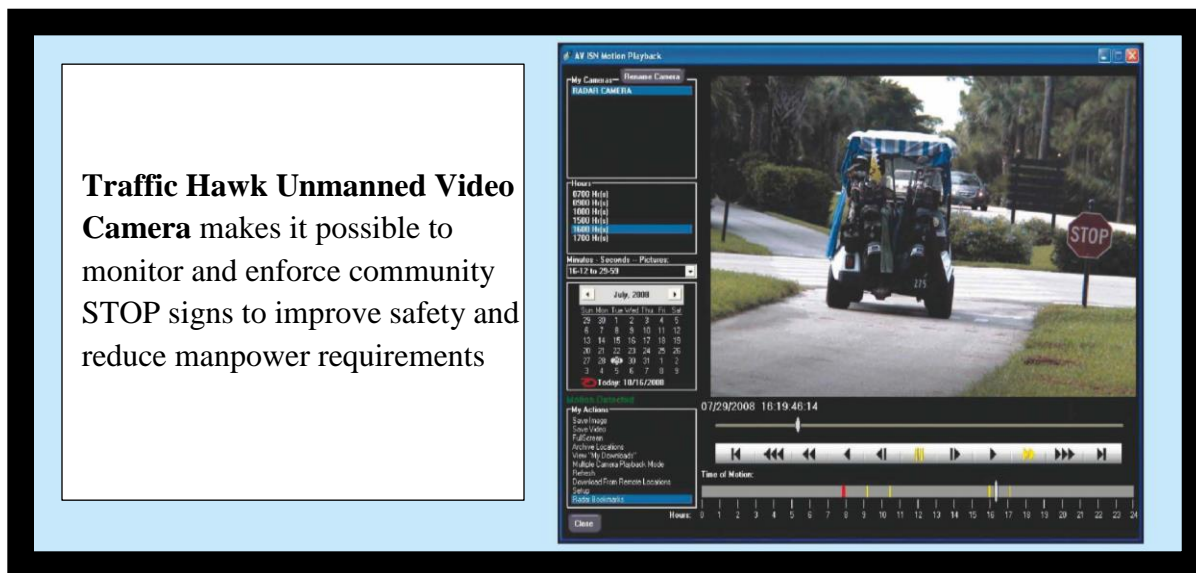 Traffic Hawk Unmanned Video
Camera makes it possible to
monitor and enforce community
STOP signs to improve safety and
reduce manpower requirements
AV ISN Motion Playback
My Cameras
Rename Camera
RADAR CAMERA
Hours
0700 Hr(s)
0900 Hr(s)
1000 Hr(s)
1500 Hr(s)
1600 Hr(s)
1700 Hr(s)
Minutes - Seconds -- Pictures:
16-12 to 29-59
July, 2008
Sun Mon Tue Wed Thu Fri Sat
29 30 1 2 3 4 5
6 7 8 9 10 11 12
13 14 15 16 17 18 19
20 21 22 23 24 25 26
27 28 29 30 31 1 2
3 4 5 6 7 8 9
Today: 10/16/2008
Motion Detected
My Actions
Save Image
Save Video
FullScreen
Archive Locations
View "My Downloads"
Multiple Camera Playback Mode
Refresh
Download From Remote Locations
Setup
Radar Bookmarks
Close
STOP
275
07/29/2008 16:19:46:14
Time of Motion:
Hours: 0 1 2 3 4 5 6 7 8 9 10 11 12 13 14 15 16 17 18 19 20 21 22 23 24